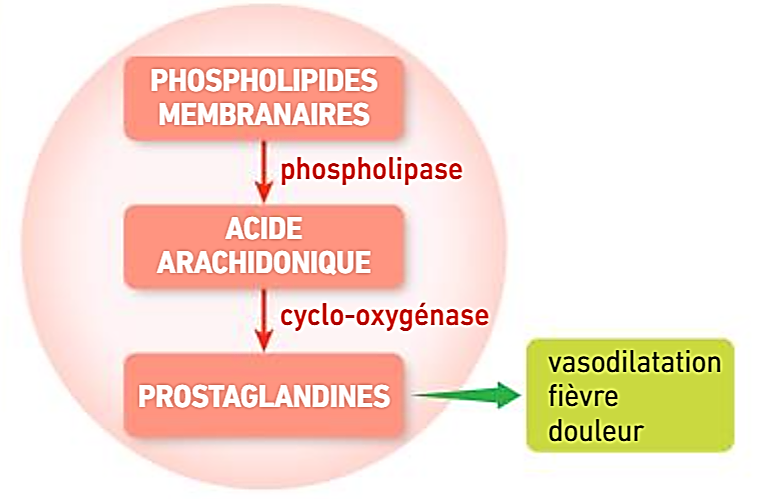 PHOSPHOLIPIDES
MEMBRANAIRES
phospholipase
ACIDE
ARACHIDONIQUE
cyclo-oxygénase
PROSTAGLANDINES
vasodilatation
fièvre
douleur